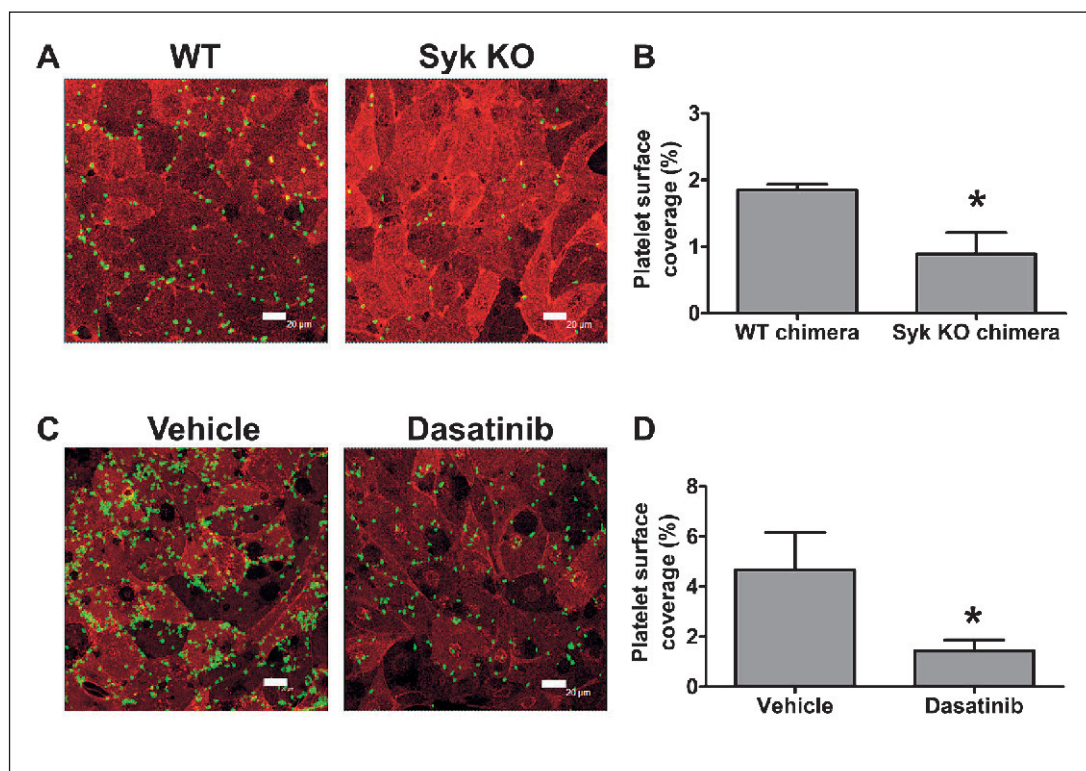 A
WT
Syk KO
B
20 µm
20 µm
Platelet surface
coverage (%)
3
2
1
0
*
WT chimera
Syk KO chimera
C
Vehicle
Dasatinib
D
20 µm
Platelet surface
coverage (%)
8
6
4
2
0
*
Vehicle
Dasatinib